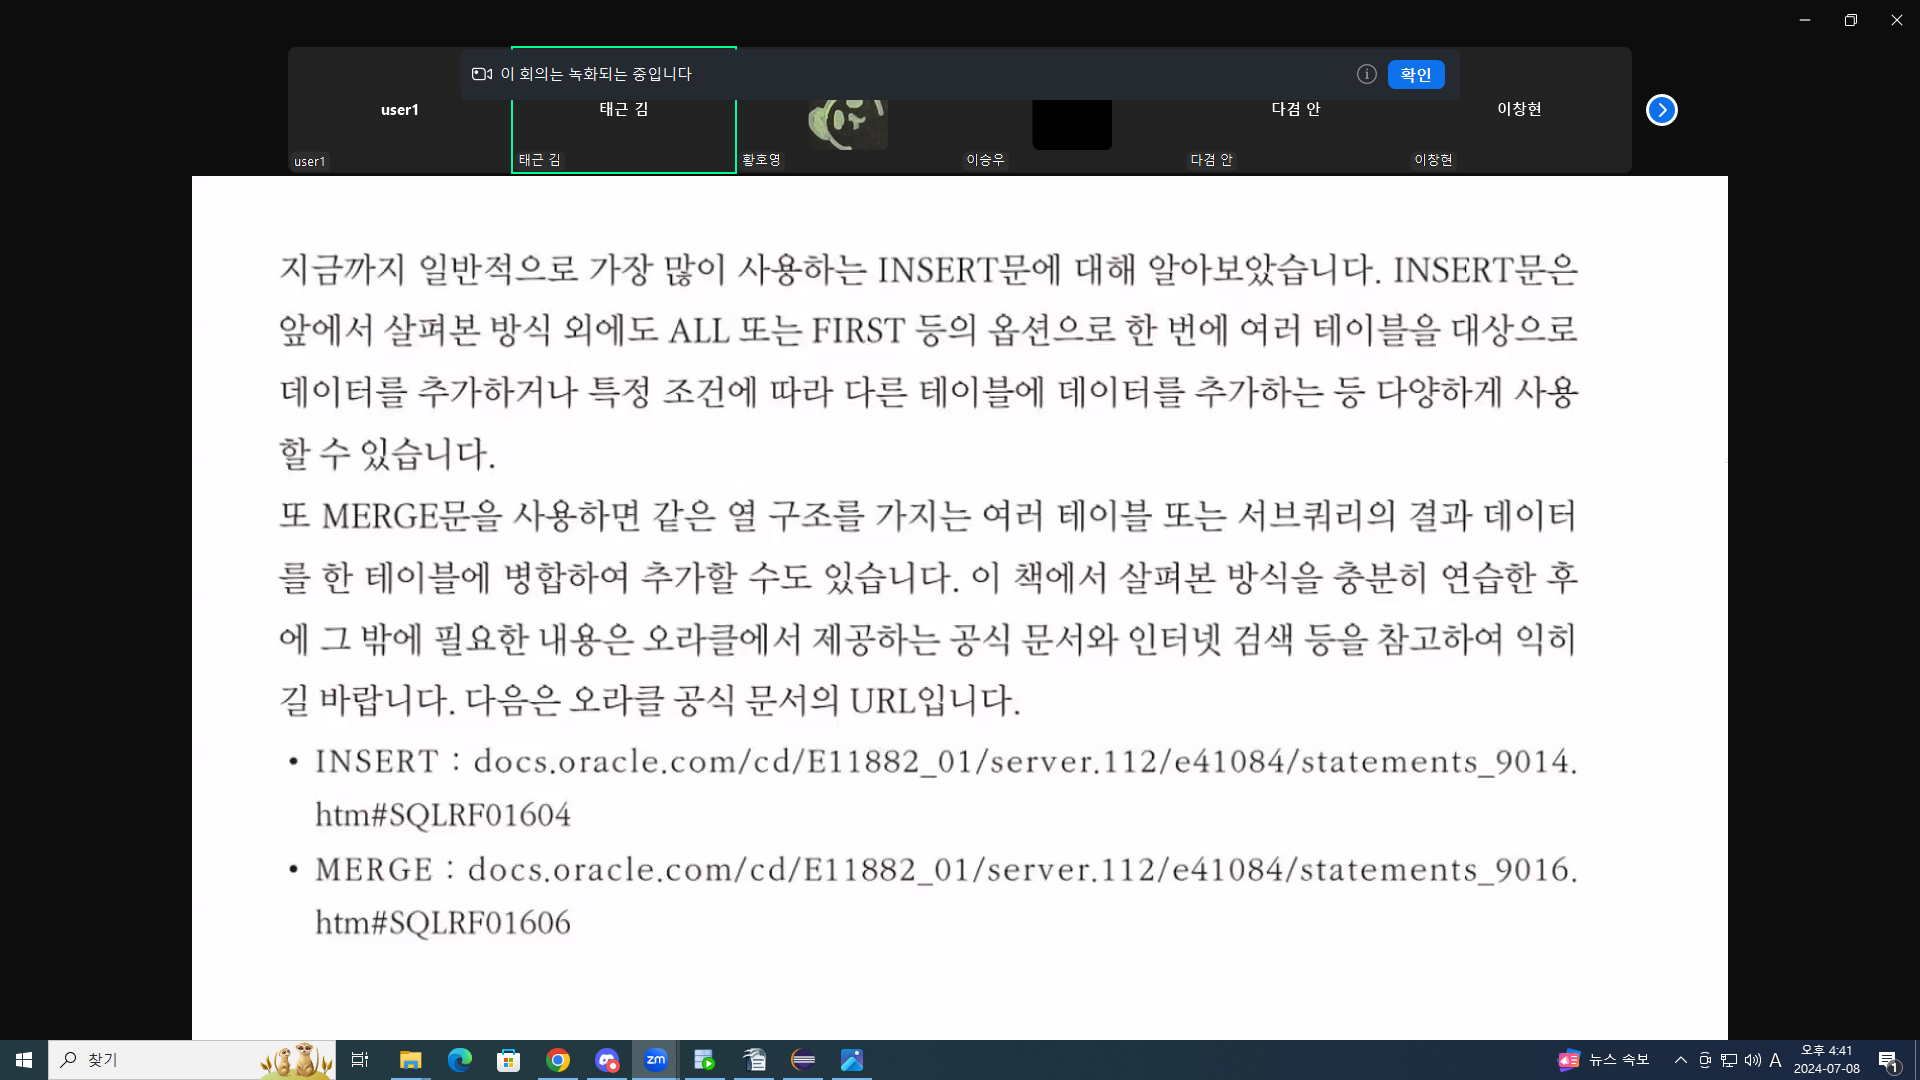 이 회의는 녹화되는 중입니다
확인
user1
태근 김
다겸 안
이창현
user1
태근 김
황호영
이승우
다겸 안
이창현
지금까지 일반적으로 가장 많이 사용하는 INSERT문에 대해 알아보았습니다. INSERT문은
앞에서 살펴본 방식 외에도 ALL 또는 FIRST 등의 옵션으로 한 번에 여러 테이블을 대상으로
데이터를 추가하거나 특정 조건에 따라 다른 테이블에 데이터를 추가하는 등 다양하게 사용
할 수 있습니다.
또 MERGE문을 사용하면 같은 열 구조를 가지는 여러 테이블 또는 서브쿼리의 결과 데이터
를 한 테이블에 병합하여 추가할 수도 있습니다. 이 책에서 살펴본 방식을 충분히 연습한 후
에 그 밖에 필요한 내용은 오라클에서 제공하는 공식 문서와 인터넷 검색 등을 참고하여 익히
길 바랍니다. 다음은 오라클 공식 문서의 URL입니다.
• INSERT : docs.oracle.com/cd/E11882_01/server.112/e41084/statements_9014.
htm#SQLRF01604
• MERGE : docs.oracle.com/cd/E11882_01/server.112/e41084/statements_9016.
htm#SQLRF01606
찾기
zm
뉴스 속보
A
오후 4:41
2024-07-08
1